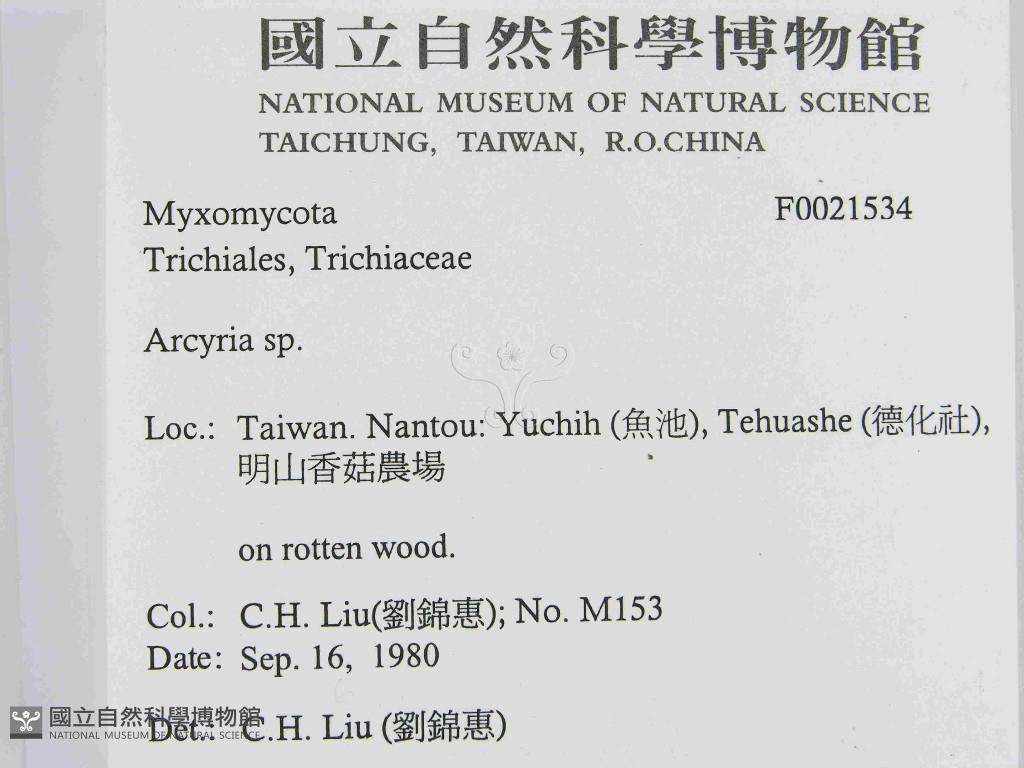 國立自然科學博物館
NATIONAL MUSEUM OF NATURAL SCIENCE
TAICHUNG, TAIWAN, R.O.CHINA
Myxomycota F0021534
Trichiales, Trichiaceae
Arcyria sp.
Loc.: Taiwan. Nantou: Yuchih (魚池), Tehuashe (德化社),
明山香菇農場
on rotten wood.
Col.: C.H. Liu(劉錦惠); No. M153
Date: Sep. 16, 1980
Det.: C.H. Liu (劉錦惠)
國立自然科學博物館
NATIONAL MUSEUM OF NATURAL SCIENCE